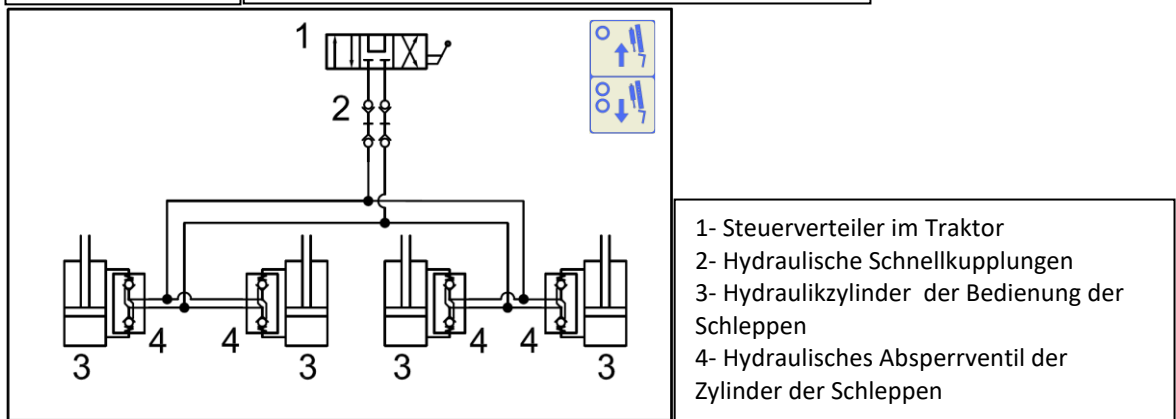 1
2
3
4
4
3
3
4
4
3
1- Steuerverteiler im Traktor
2- Hydraulische Schnellkupplungen
3- Hydraulikzylinder der Bedienung der
Schleppen
4- Hydraulisches Absperrventil der
Zylinder der Schleppen